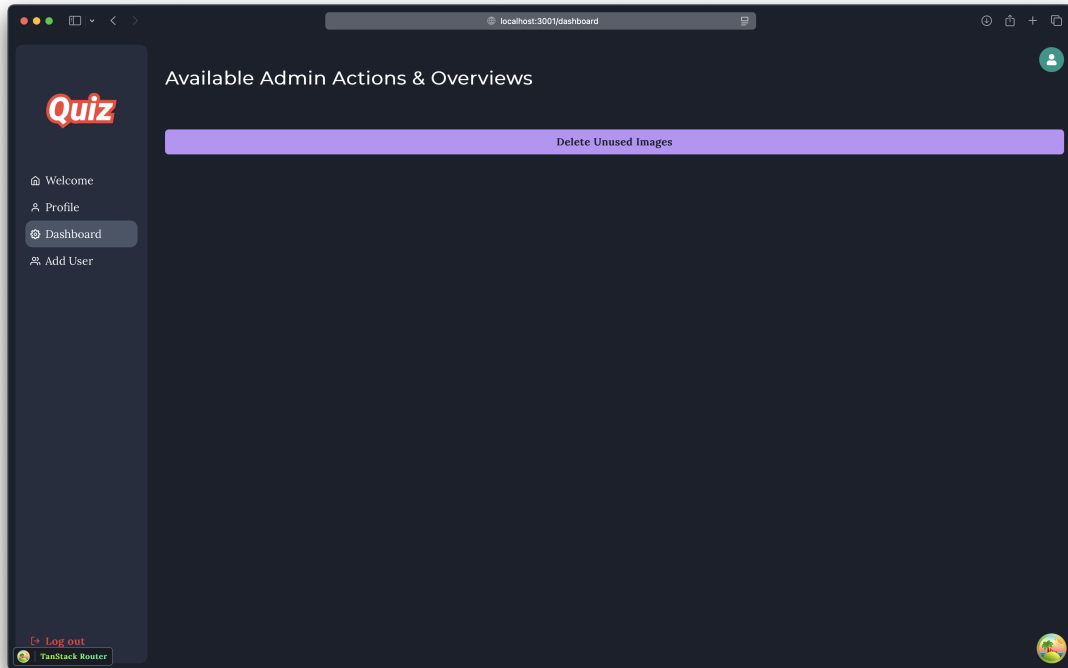 localhost:3001/dashboard
Quiz
Available Admin Actions & Overviews
Delete Unused Images
Welcome
Profile
Dashboard
Add User
Log out
TanStack Router